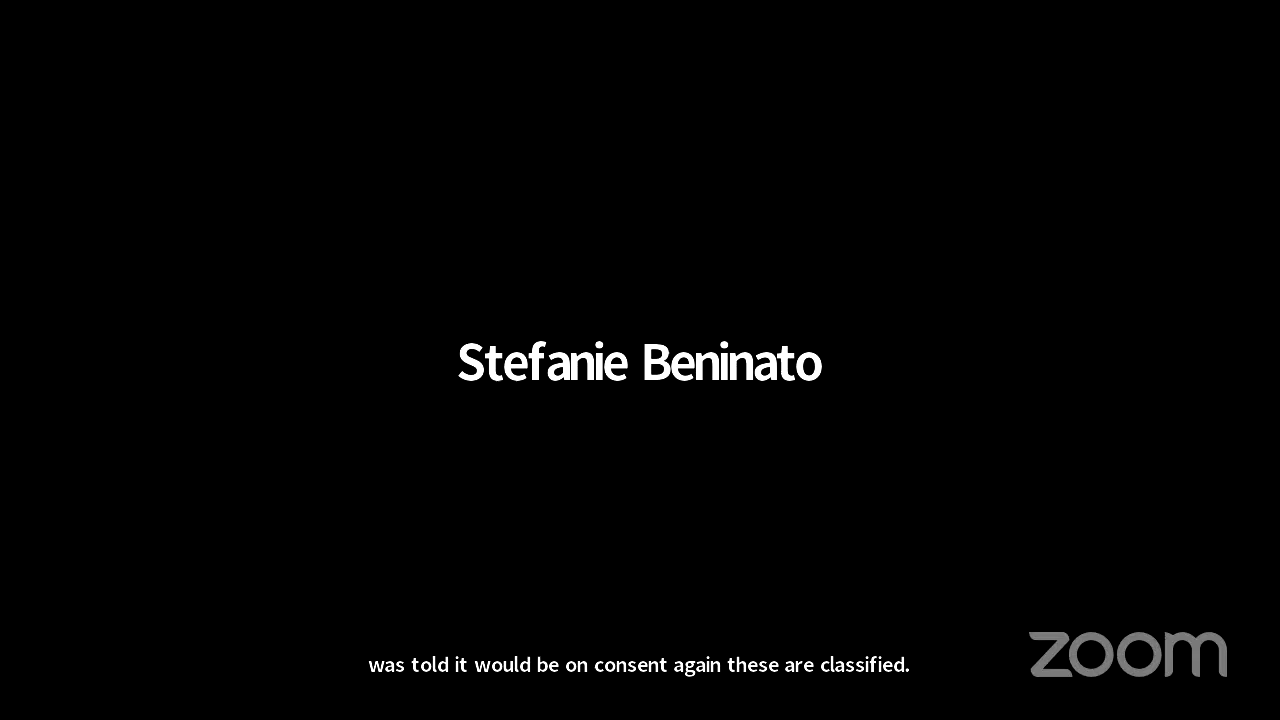 Stefanie Beninato
was told it would be on consent again these are classified.
zoom